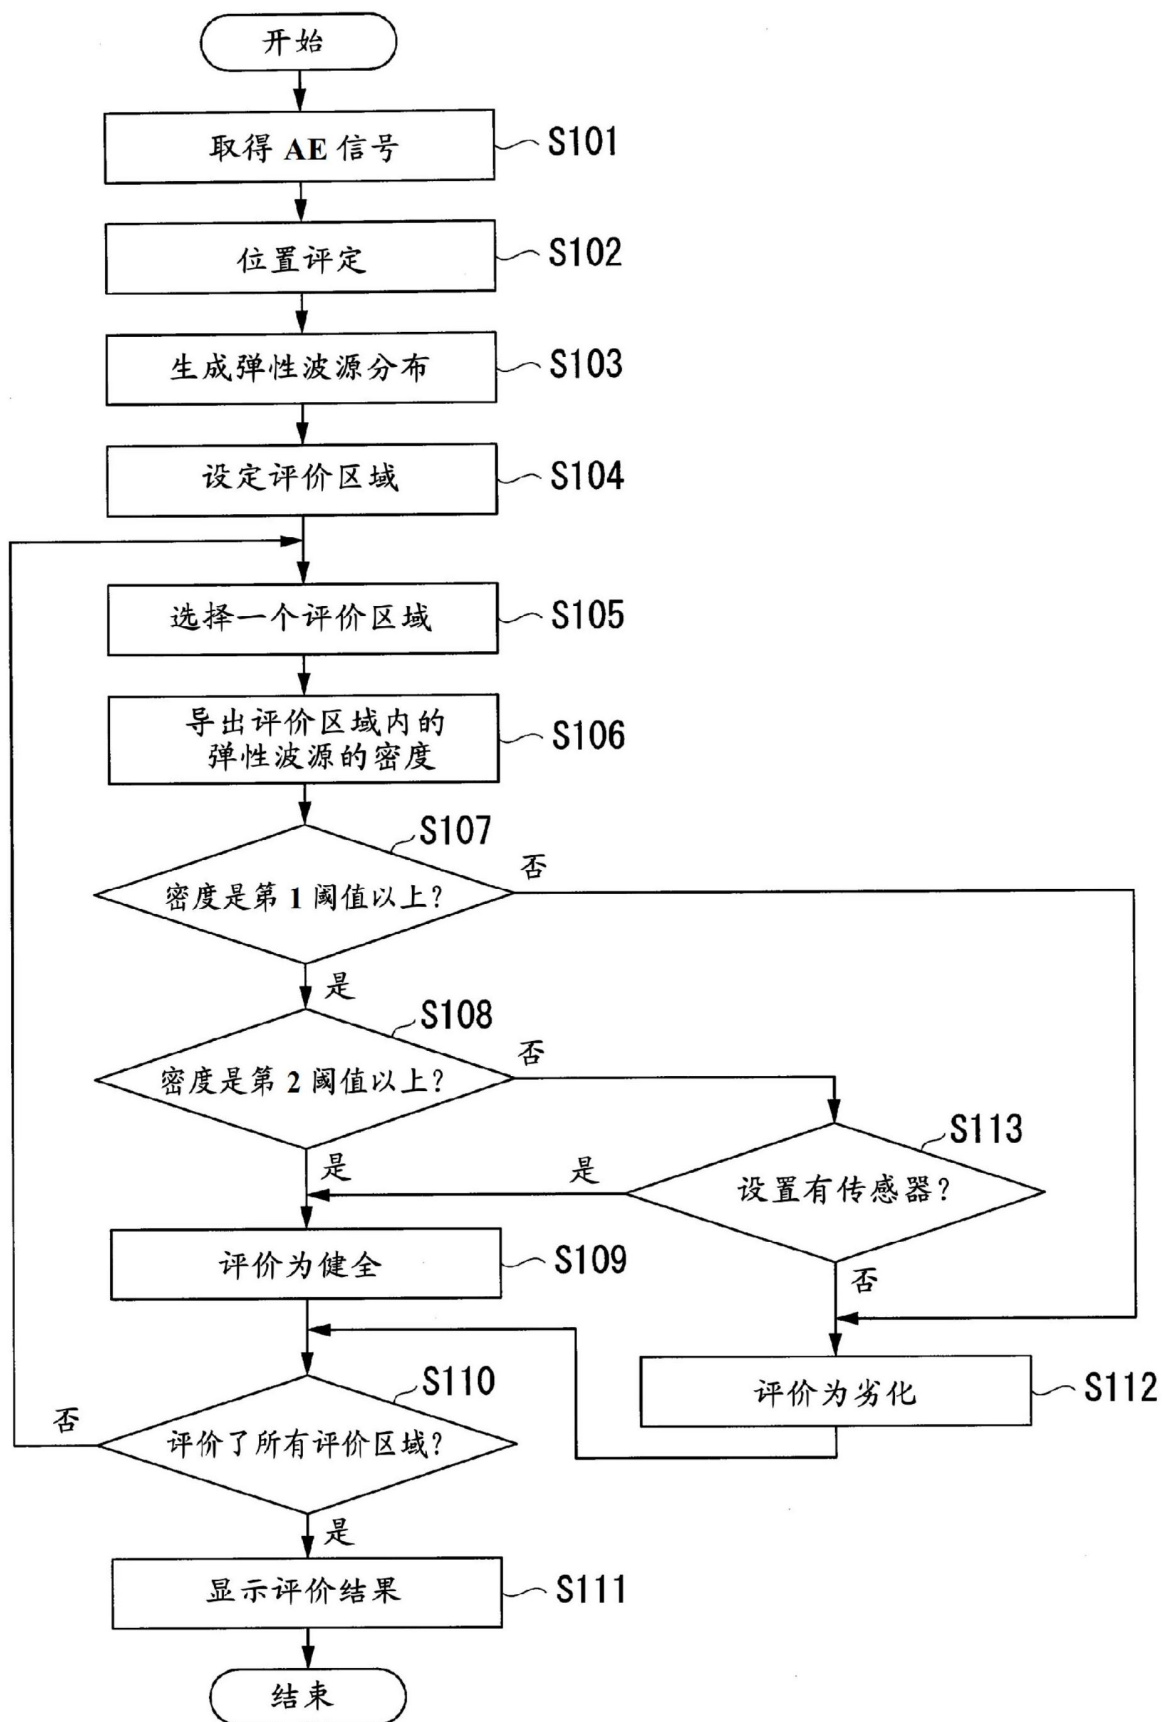 开始
取得 AE 信号
S101
位置评定
S102
生成弹性波源分布
S103
设定评价区域
S104
选择一个评价区域
S105
导出评价区域内的
弹性波源的密度
S106
S107
密度是第 1 阈值以上?
否
是
S108
密度是第 2 阈值以上?
否
是
S113
设置有传感器?
是
否
评价为健全
S109
评价为劣化
S112
S110
评价了所有评价区域?
否
是
显示评价结果
S111
结束